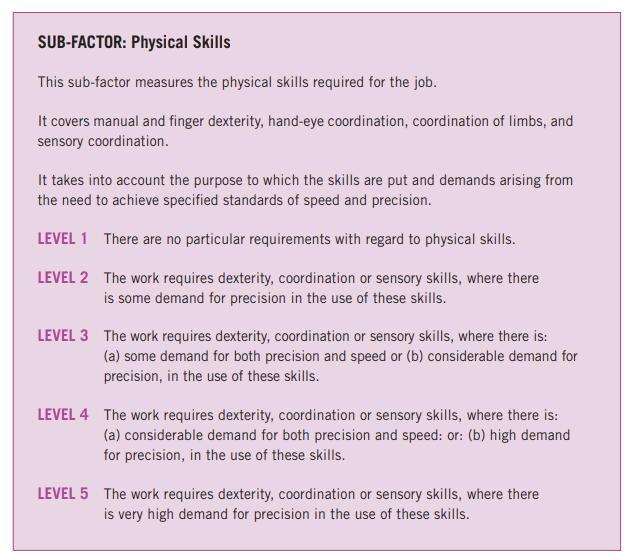 SUB-FACTOR: Physical Skills
This sub-factor measures the physical skills required for the job.
It covers manual and finger dexterity, hand-eye coordination, coordination of limbs, and
sensory coordination.
It takes into account the purpose to which the skills are put and demands arising from
the need to achieve specified standards of speed and precision.
LEVEL 1 There are no particular requirements with regard to physical skills.
LEVEL 2 The work requires dexterity, coordination or sensory skills, where there
is some demand for precision in the use of these skills.
LEVEL 3 The work requires dexterity, coordination or sensory skills, where there is:
(a) some demand for both precision and speed or (b) considerable demand for
precision, in the use of these skills.
LEVEL 4 The work requires dexterity, coordination or sensory skills, where there is:
(a) considerable demand for both precision and speed: or: (b) high demand
for precision, in the use of these skills.
LEVEL 5 The work requires dexterity, coordination or sensory skills, where there
is very high demand for precision in the use of these skills.